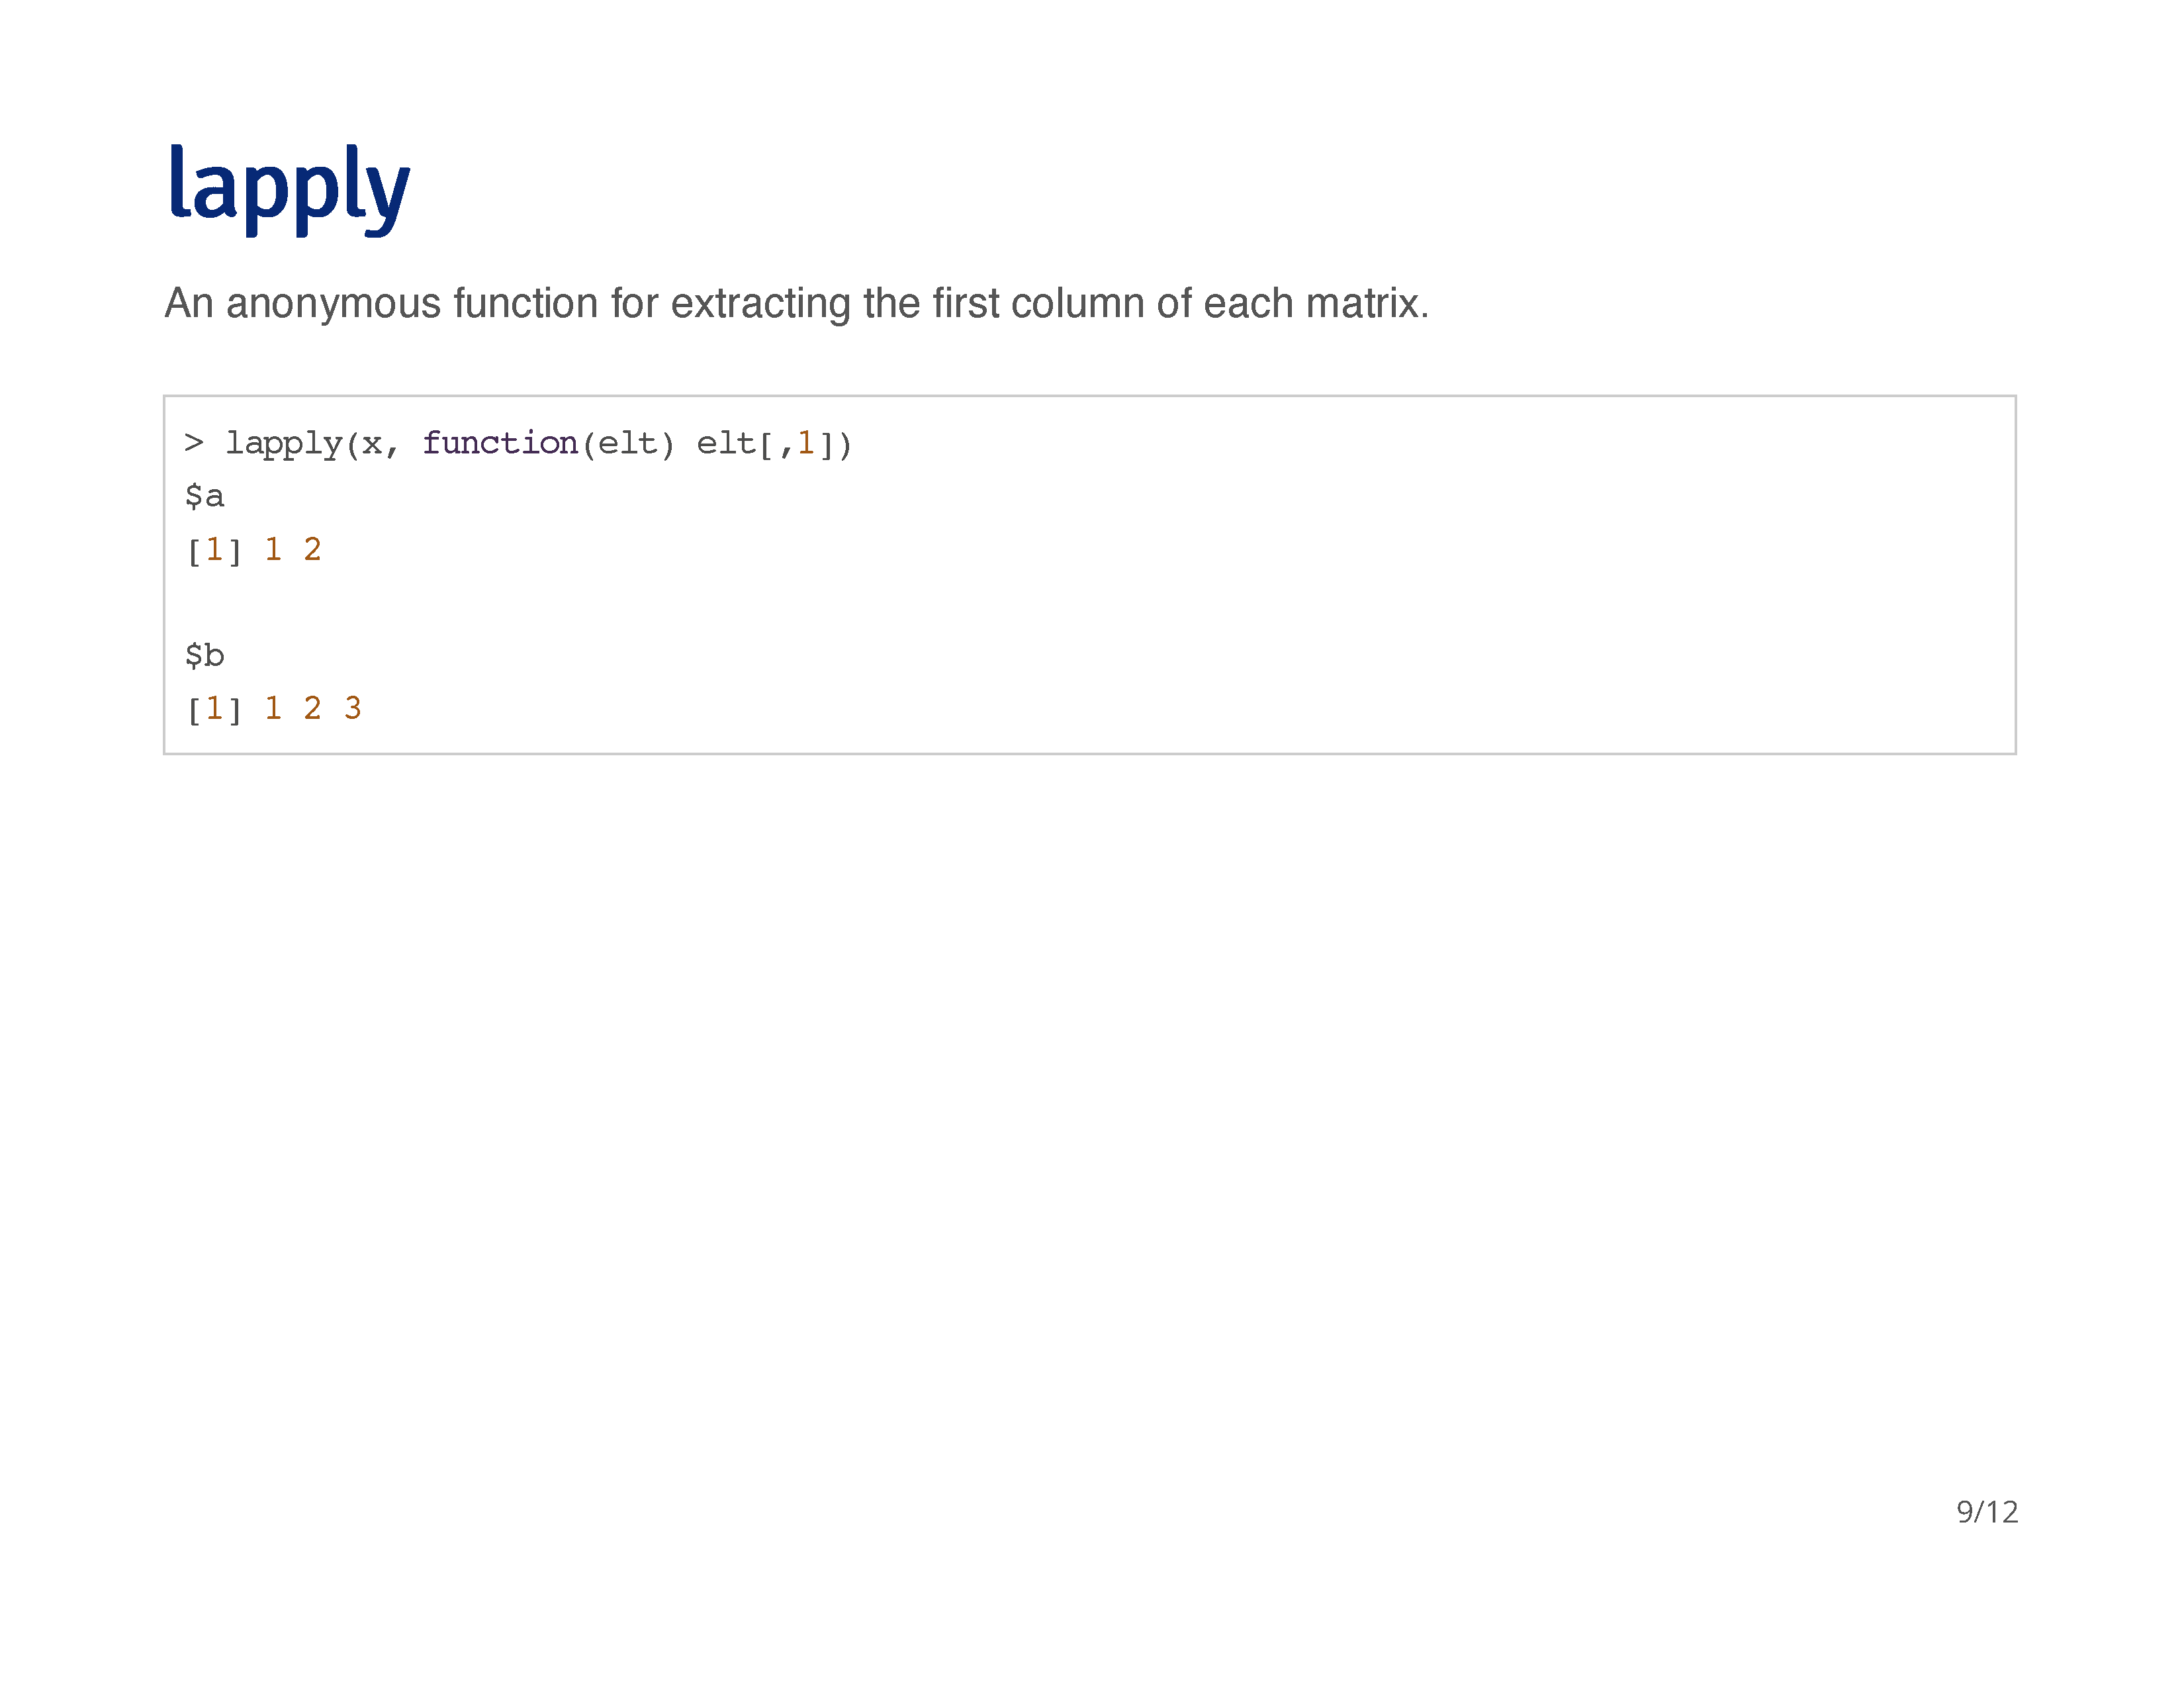 lapply
An anonymous function for extracting the first column of each matrix.
> lapply(x, function(elt) elt[,1])
$a
[1] 1 2
$b
[1] 1 2 3
9/12